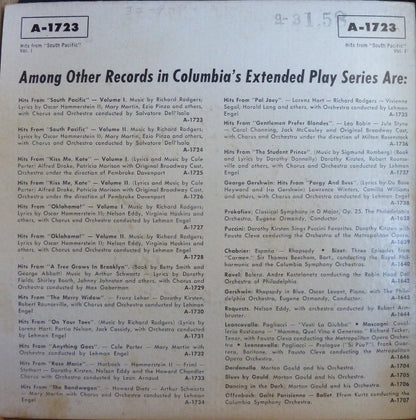 A-1723
A-1723
Hits from "South Pacific"
Vol. I
Hits from "South Pacific"
Among Other Records in Columbia's Extended Play Series Are:
Hits From "South Pacific" — Volume I. Music by Richard Rodgers;
Lyrics by Oscar Hammerstein II; Mary Martin, Ezio Pinza and others,
with Chorus and Orchestra conducted by Salvatore Dell'Isola
A-1723
Hits From "South Pacific" — Volume II. Music by Richard Rodgers;
Lyrics by Oscar Hammerstein II; Mary Martin, Ezio Pinza and others,
with Chorus and Orchestra conducted by Salvatore Dell'Isola
A-1724
Hits From "Kiss Me, Kate" — Volume I. (Lyrics and Music by Cole
Porter) Alfred Drake, Patricia Morison with Original Broadway Cast,
Orchestra under the direction of Pembroke Davenport
A-1725
Hits From "Kiss Me, Kate" — Volume II. (Lyrics and Music by Cole
Porter) Alfred Drake, Patricia Morison with Original Broadway Cast,
Orchestra under the direction of Pembroke Davenport
A-1726
Hits From "Oklahoma!" — Volume I. Music by Richard Rodgers;
Lyrics by Oscar Hammerstein II; Nelson Eddy, Virginia Haskins and
others, with Chorus and Orchestra conducted by Lehman Engel
A-1727
Hits From "Oklahoma!" — Volume II. Music by Richard Rodgers;
Lyrics by Oscar Hammerstein II; Nelson Eddy, Virginia Haskins and
others, with Chorus and Orchestra conducted by Lehman Engel
A-1728
Hits From "A Tree Grows in Brooklyn". (Book by Betty Smith and
George Abbott) Music by Arthur Schwartz — Lyrics by Dorothy
Fields; Shirley Booth, Johnny Johnston and others, with Chorus and
Orchestra conducted by Max Goberman
A-1729
Hits From "The Merry Widow". — Franz Lehar — Dorothy Kirsten,
Robert Rounseville, with Chorus and Orchestra conducted by Lehman
Engel
A-1730
Hits From "On Your Toes". (Music by Richard Rodgers; Lyrics by
Lorenz Hart) Portia Nelson, Jack Cassidy, with Orchestra conducted
by Lehman Engel
A-1731
Hits From "Anything Goes". — Cole Porter — Mary Martin with
Orchestra conducted by Lehman Engel
A-1732
Hits From "Rose Marie". — Harbach — Hammerstein II — Friml —
Stothart — Dorothy Kirsten, Nelson Eddy and the Howard Chandler
Chorus with Orchestra conducted by Leon Arnaud
A-1733
Hits From "The Bandwagon". — Howard Dietz — Arthur Schwartz
— Mary Martin with Orchestra conducted by Lehman Engel
A-1734
Hits From "Pal Joey". — Lorenz Hart — Richard Rodgers — Vivienne
Segal, Harold Lang and others, with Orchestra conducted by Lehman
Engel
A-1735
Hits From "Gentlemen Prefer Blondes". — Leo Robin — Jule Styne
— Carol Channing, Jack McCauley and Original Broadway Cast,
with Orchestra under the direction of Milton Rosenstock
Hits From "The Student Prince". (Music by Sigmund Romberg) (Book
and Lyrics by Dorothy Donnelly) Dorothy Kirsten, Robert Rounse-
ville and others, with Orchestra conducted by Lehman Engel
A-1737
George Gershwin: Hits From "Porgy And Bess". (Lyrics by Du Bose
Heyward and Ira Gershwin) Lawrence Winters, Camilla Williams
and others, with Orchestra conducted by Lehman Engel
A-1738
Prokofiev: Classical Symphony in D Major, Op. 25. The Philadelphia
Orchestra, Eugene Ormandy, Conductor
Puccini: Dorothy Kirsten Sings Puccini Favorites. Dorothy Kirsten with
Fausto Cleva conducting the Orchestra of the Metropolitan Opera.
Chabrier: España — Rhapsody • Bizet: Three Episodes from
"Carmen." Sir Thomas Beecham, Bart., conducting the Royal Phil-
harmonic and the Columbia Symphony Orchestras.
Ravel: Bolero. Andre Kostelanetz conducting the Robin Hood Dell
Orchestra of Philadelphia.
Gershwin: Rhapsody in Blue. Oscar Levant, Piano, with The Phila-
delphia Orchestra, Eugene Ormandy, Conductor.
Requests. Nelson Eddy, with orchestra conducted by Robert Arm-
bruster.
Leoncavallo: Pagliacci — "Vesti La Giubba" • Mascagni: Caval-
leria Rusticana
Tenor, with Fausto Cleva conducting the Metropolitan Opera Orches-
tra • Leoncavallo: Pagliacci — Prologue ("Si Può?"). Frank Guar-
rera, Baritone, with Fausto Cleva conducting the Metropolitan
Opera Orchestra.
Dardanella. Morton Gould and his Orchestra.
A-1704
Blues by Gould. Morton Gould and his Orchestra.
A-1705
Dancing in the Dark. Morton Gould and his Orchestra.
A-1706
Offenbach: Gaité Parisienne — Ballet. Efrem Kurtz conducting the
Columbia Symphony Orchestra.
A-1707